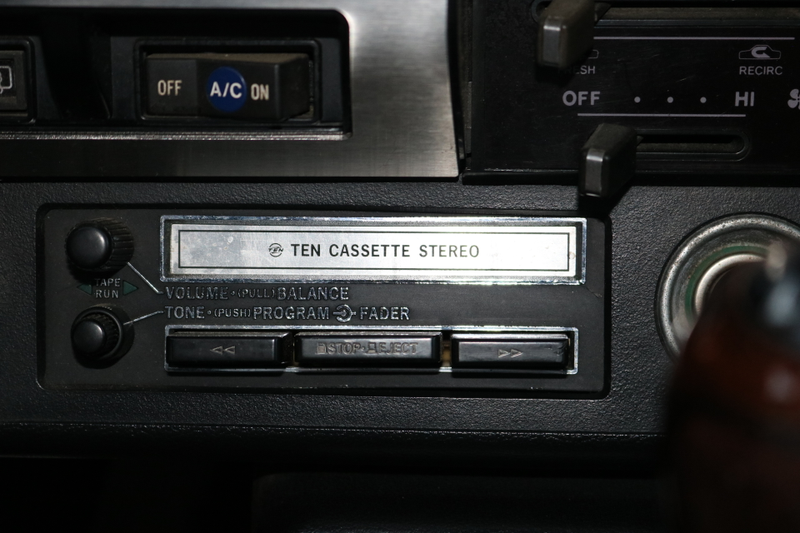 OFF A/C ON
RECIRC
OFF HI
TEN CASSETTE STEREO
TAPE
RUN
VOLUME•(PULL) BALANCE
TONE•(PUSH) PROGRAM FADER
<< STOP•EJECT >>